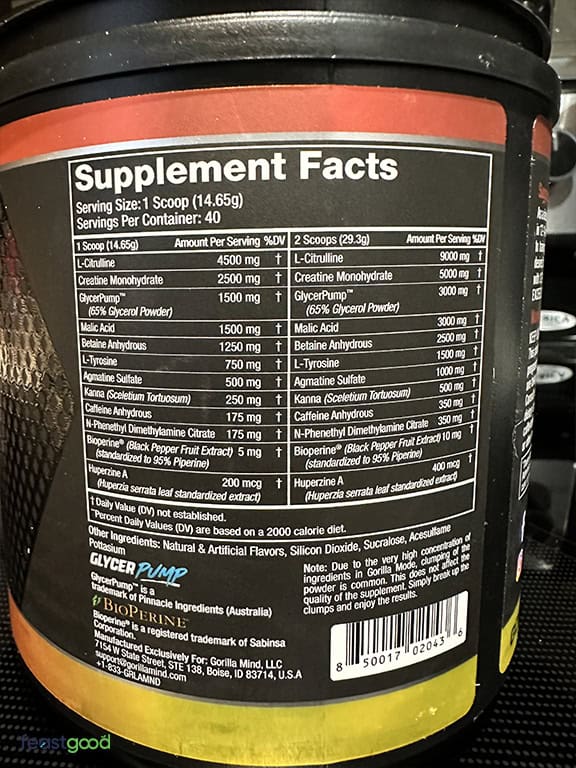 Supplement Facts
Serving Size: 1 Scoop (14.65g)
Servings Per Container: 40
1 Scoop (14.65g) Amount Per Serving %DV
L-Citrulline 4500 mg †
Creatine Monohydrate 2500 mg †
GlycerPump™ 1500 mg †
(65% Glycerol Powder)
Malic Acid 1500 mg †
Betaine Anhydrous 1250 mg †
L-Tyrosine 750 mg †
Agmatine Sulfate 500 mg †
Kanna (Sceletium Tortuosum) 250 mg †
Caffeine Anhydrous 175 mg †
N-Phenethyl Dimethylamine Citrate 175 mg †
Bioperine® (Black Pepper Fruit Extract) 5 mg †
(standardized to 95% Piperine)
Huperzine A 200 mcg †
(Huperzia serrata leaf standardized extract)
2 Scoops (29.3g) Amount Per Serving %DV
L-Citrulline 9000 mg †
Creatine Monohydrate 5000 mg †
GlycerPump™ 3000 mg †
(65% Glycerol Powder)
Malic Acid 3000 mg †
Betaine Anhydrous 2500 mg †
L-Tyrosine 1500 mg †
Agmatine Sulfate 1000 mg †
Kanna (Sceletium Tortuosum) 500 mg †
Caffeine Anhydrous 350 mg †
N-Phenethyl Dimethylamine Citrate 350 mg †
Bioperine® (Black Pepper Fruit Extract) 10 mg †
(standardized to 95% Piperine)
Huperzine A 400 mcg †
(Huperzia serrata leaf standardized extract)
† Daily Value (DV) not established.
*Percent Daily Values (DV) are based on a 2000 calorie diet.
Other Ingredients: Natural & Artificial Flavors, Silicon Dioxide, Sucralose, Acesulfame
Potassium
GLYCERPUMP
GlycerPump™ is a
trademark of Pinnacle Ingredients (Australia)
BIOPERINE
Bioperine® is a registered trademark of Sabinsa
Corporation.
Manufactured Exclusively For: Gorilla Mind, LLC
7154 W State Street, STE 138, Boise, ID 83714, U.S.A
support@gorillamind.com
+1-833-GRLAMND
Note: Due to the very high concentration of
ingredients in Gorilla Mode, clumping of the
powder is common. This does not affect the
quality of the supplement. Simply break up the
clumps and enjoy the results.
8 50017 02043 6
feastgood